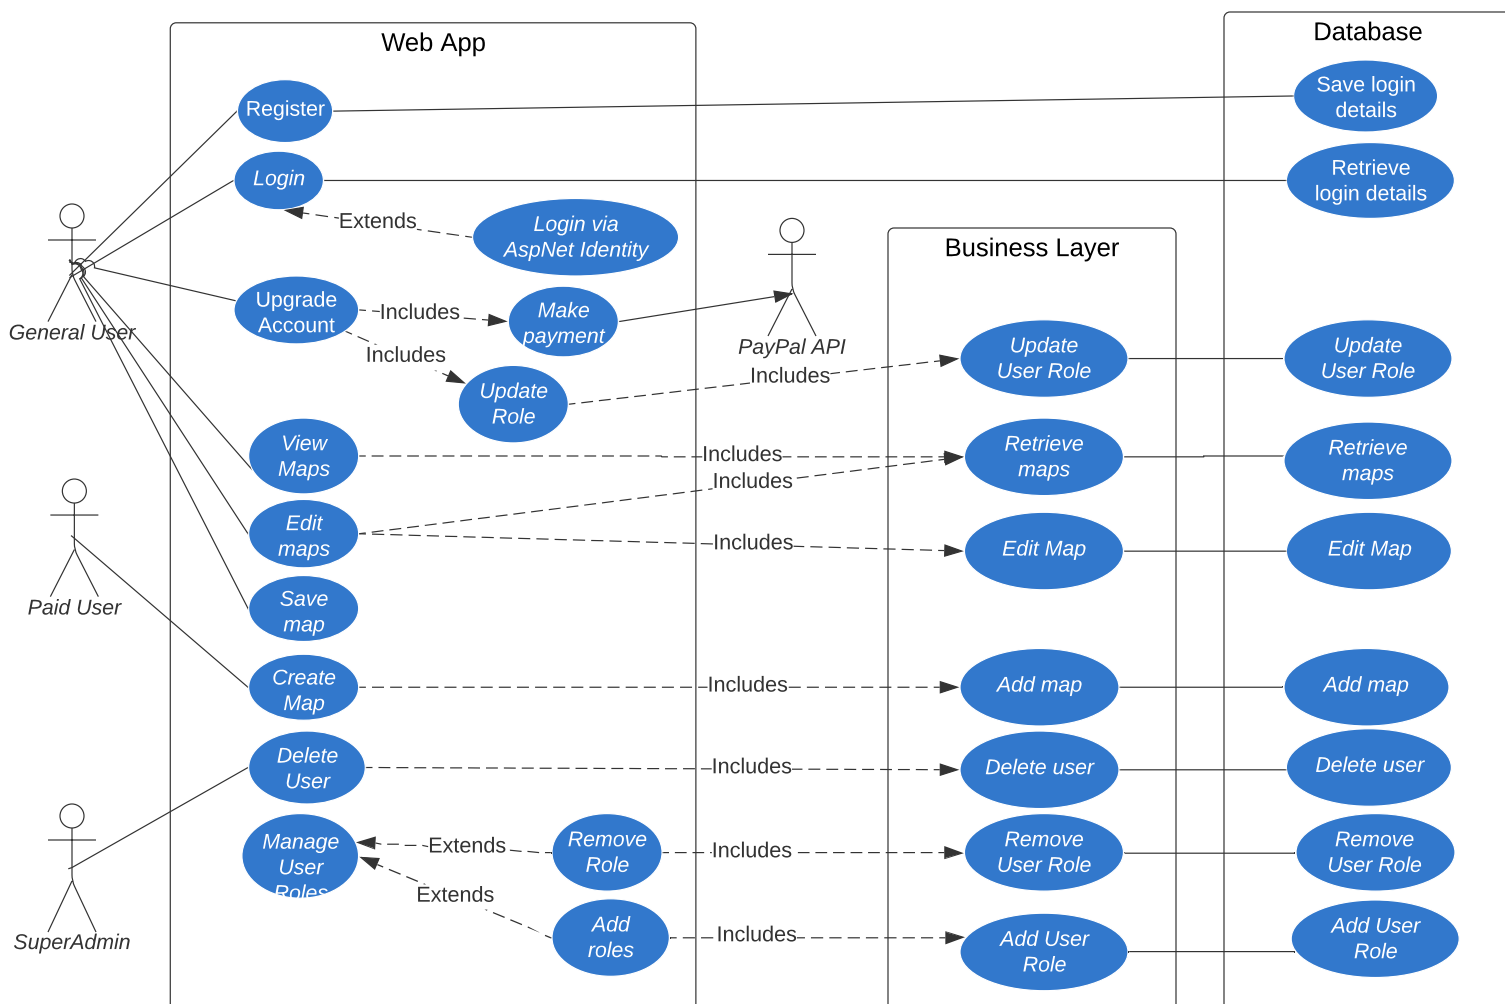 Web App
Database
Register
Save login
details
Login
Retrieve
login details
Extends
Login via
AspNet Identity
General User
Upgrade
Account
Includes
Make
payment
PayPal API
Business Layer
Includes
Update
Role
Includes
Update
User Role
Update
User Role
View
Maps
Includes
Retrieve
maps
Retrieve
maps
Includes
Edit
maps
Includes
Edit Map
Edit Map
Paid User
Save
map
Create
Map
Includes
Add map
Add map
Delete
User
Includes
Delete user
Delete user
SuperAdmin
Manage
User
Roles
Extends
Remove
Role
Includes
Remove
User Role
Remove
User Role
Extends
Add
roles
Includes
Add User
Role
Add User
Role